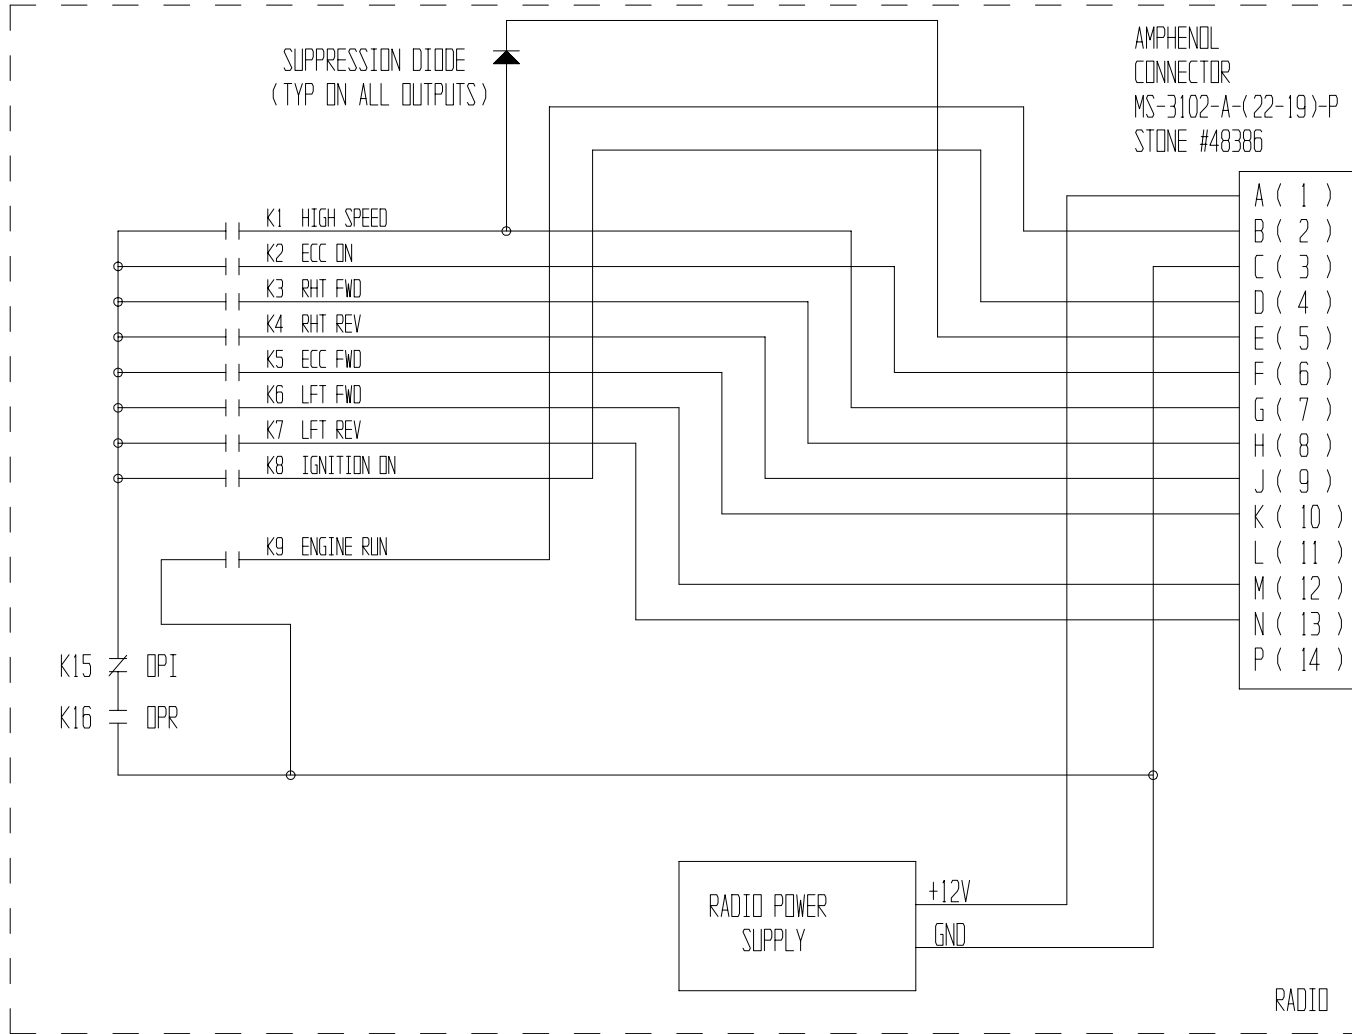 SUPPRESSION DIODE
(TYP ON ALL OUTPUTS)
AMPHENOL
CONNECTOR
MS-3102-A-(22-19)-P
STONE #48386
K1 HIGH SPEED
K2 ECC ON
K3 RHT FWD
K4 RHT REV
K5 ECC FWD
K6 LFT FWD
K7 LFT REV
K8 IGNITION ON
K9 ENGINE RUN
K15 OPI
K16 OPR
A ( 1 )
B ( 2 )
C ( 3 )
D ( 4 )
E ( 5 )
F ( 6 )
G ( 7 )
H ( 8 )
J ( 9 )
K ( 10 )
L ( 11 )
M ( 12 )
N ( 13 )
P ( 14 )
RADIO POWER
SUPPLY
+12V
GND
RADIO